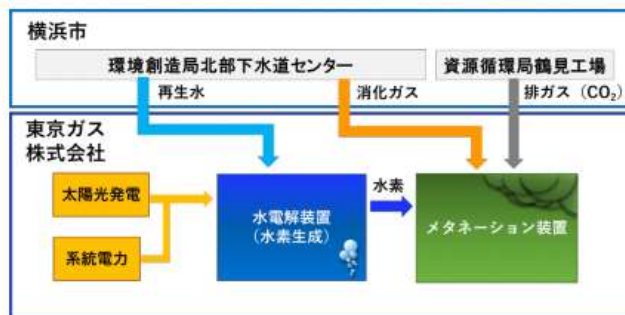 横浜市
環境創造局北部下水道センター
資源循環局鶴見工場
再生水
消化ガス
排ガス（CO₂）
東京ガス
株式会社
太陽光発電
系統電力
水電解装置
（水素生成）
水素
メタネーション装置